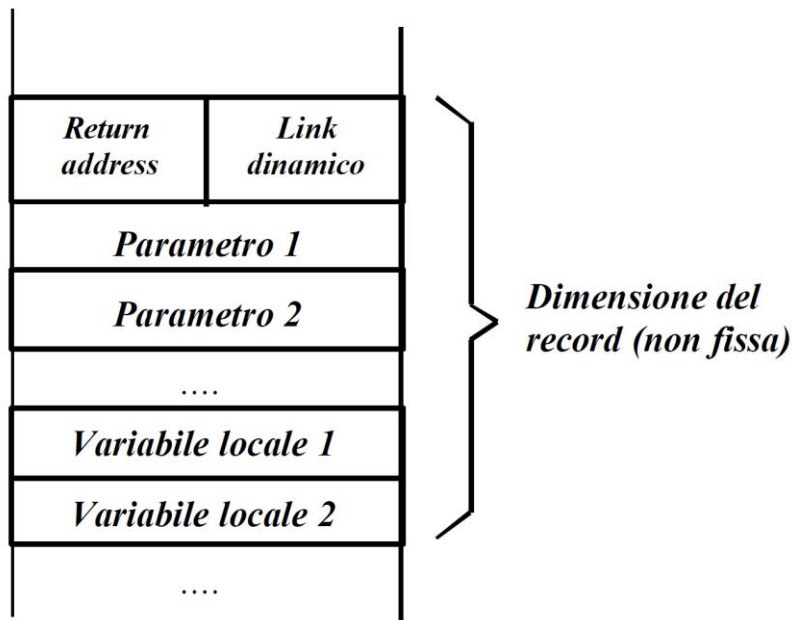 Return
address
Link
dinamico
Parametro 1
Parametro 2
....
Variabile locale 1
Variabile locale 2
....
Dimensione del
record (non fissa)